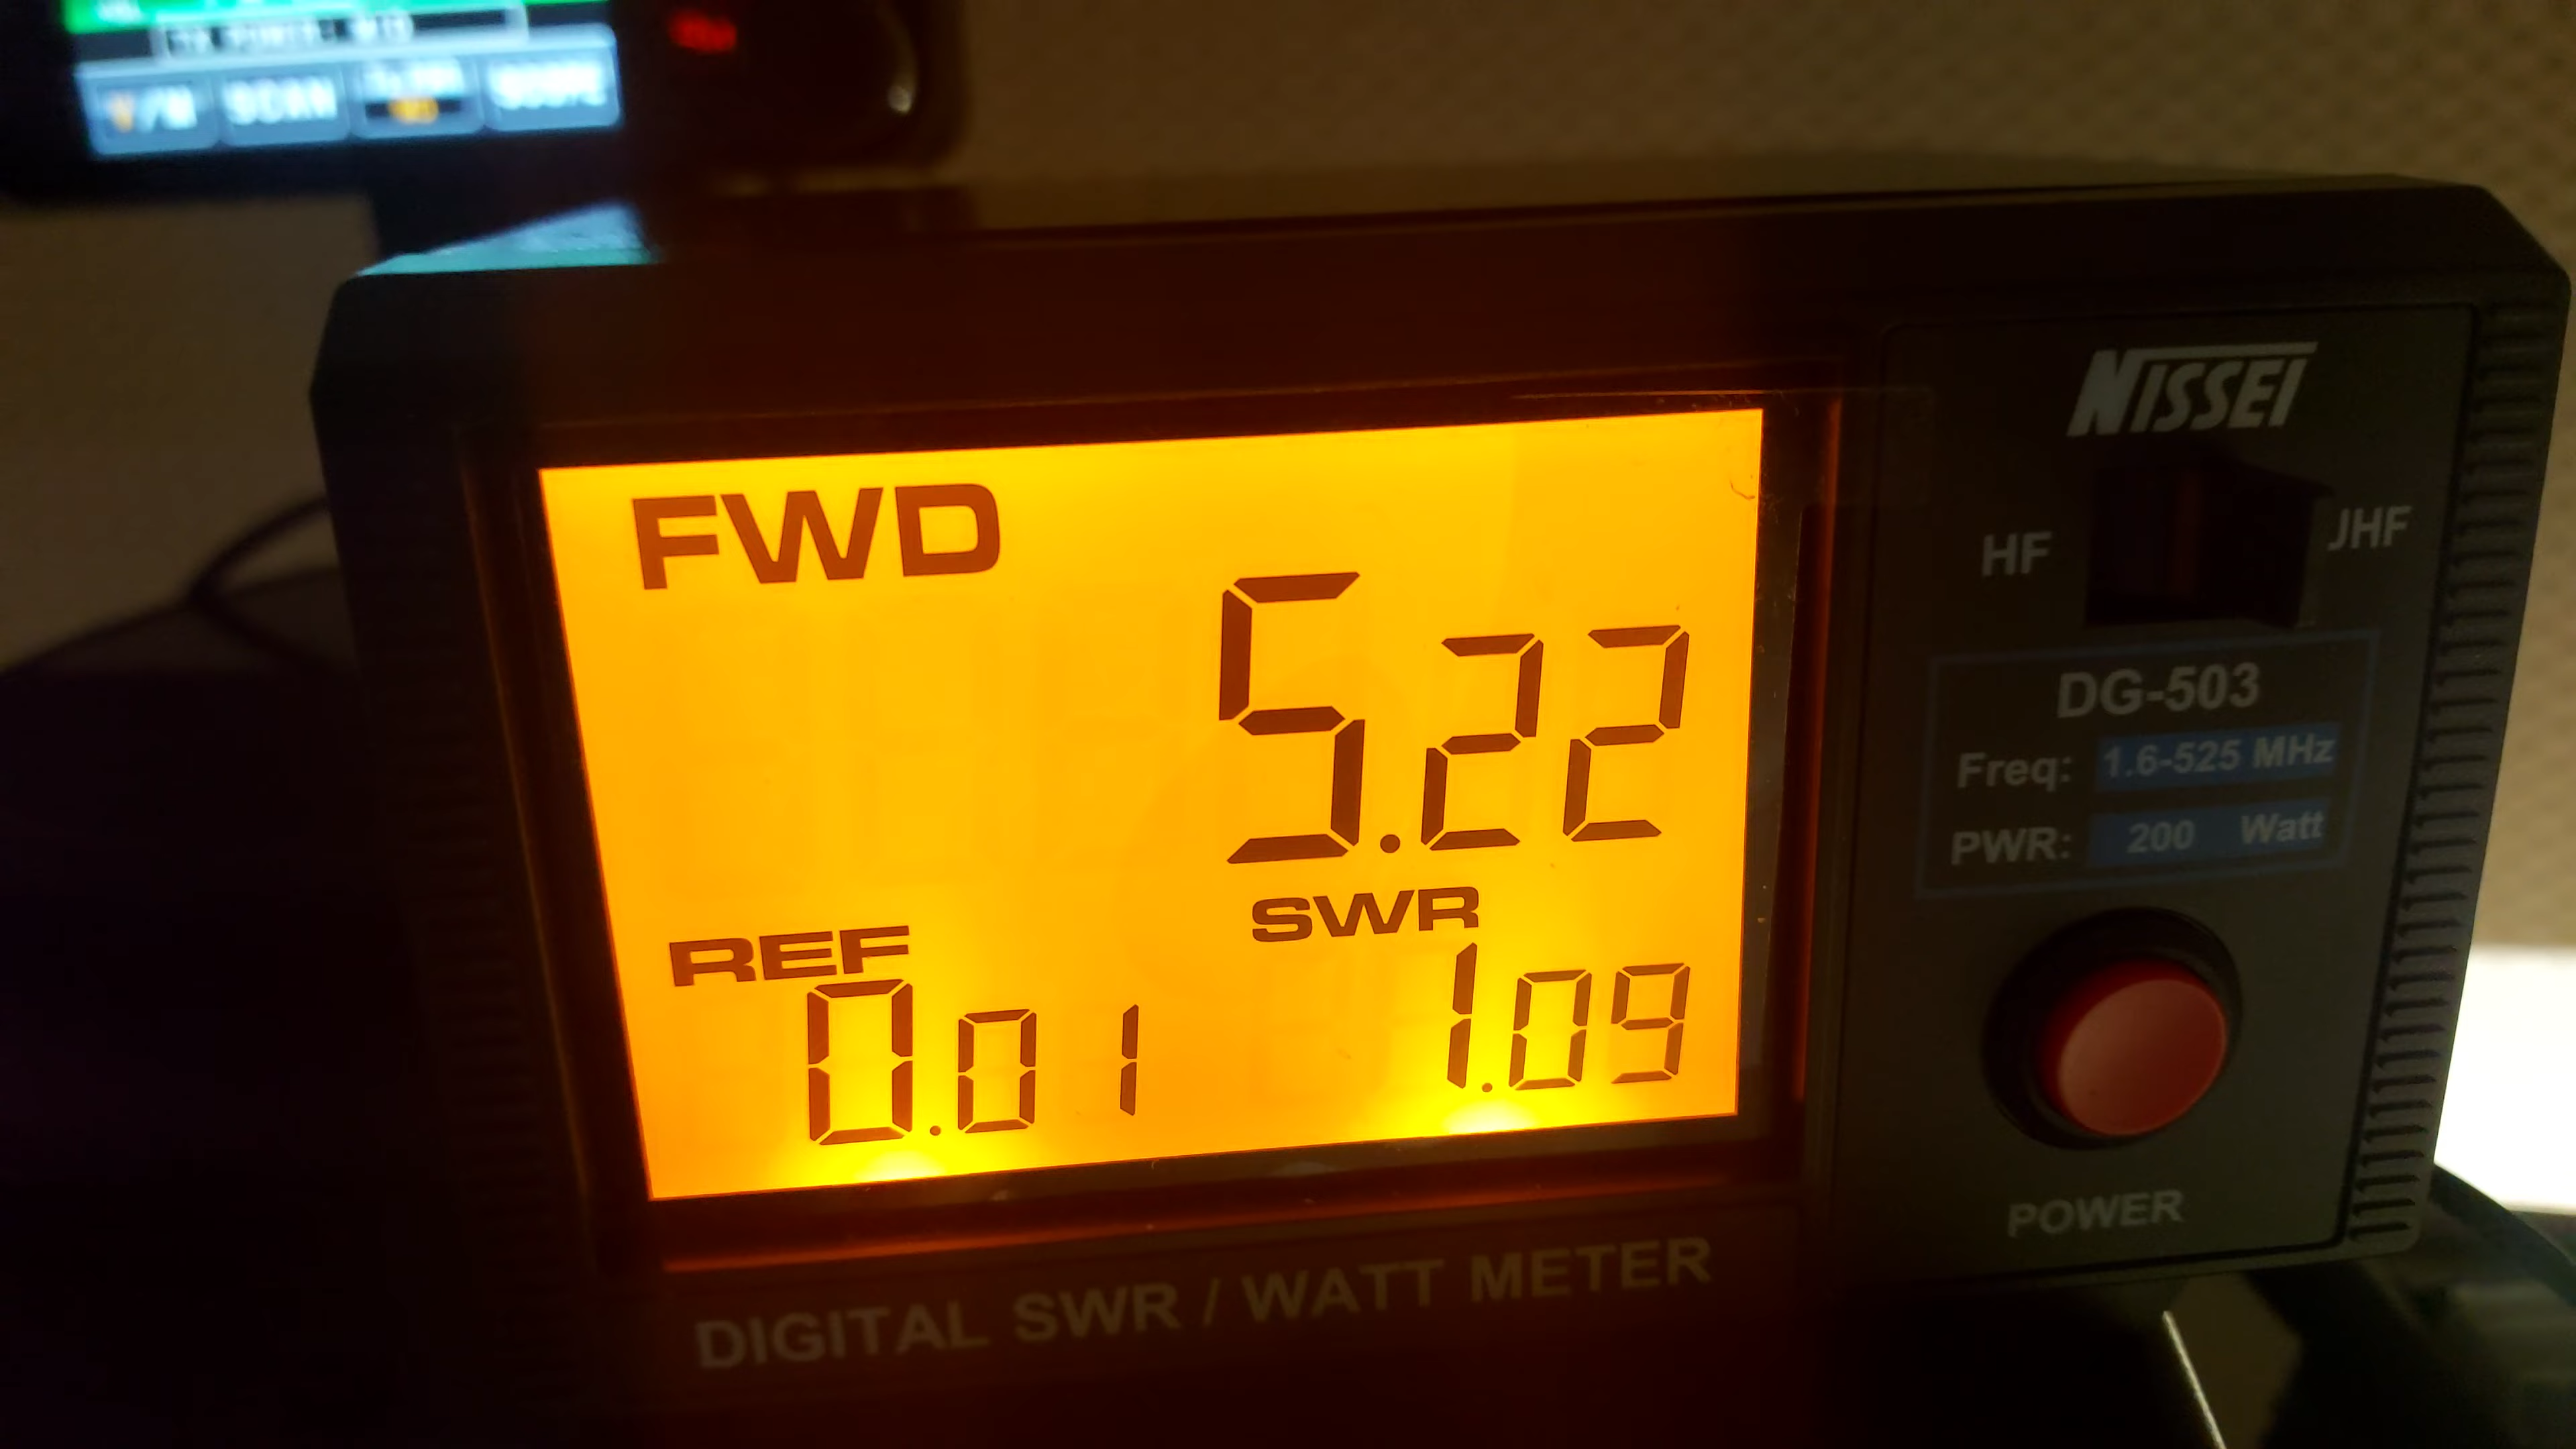 V/M SCAN SCOPE
NISSEI
FWD
5.22
HF
DG-503
Freq: 1.6-525 MHz
PWR: 200 Watt
REF
0.01
SWR
1.09
POWER
DIGITAL SWR / WATT METER